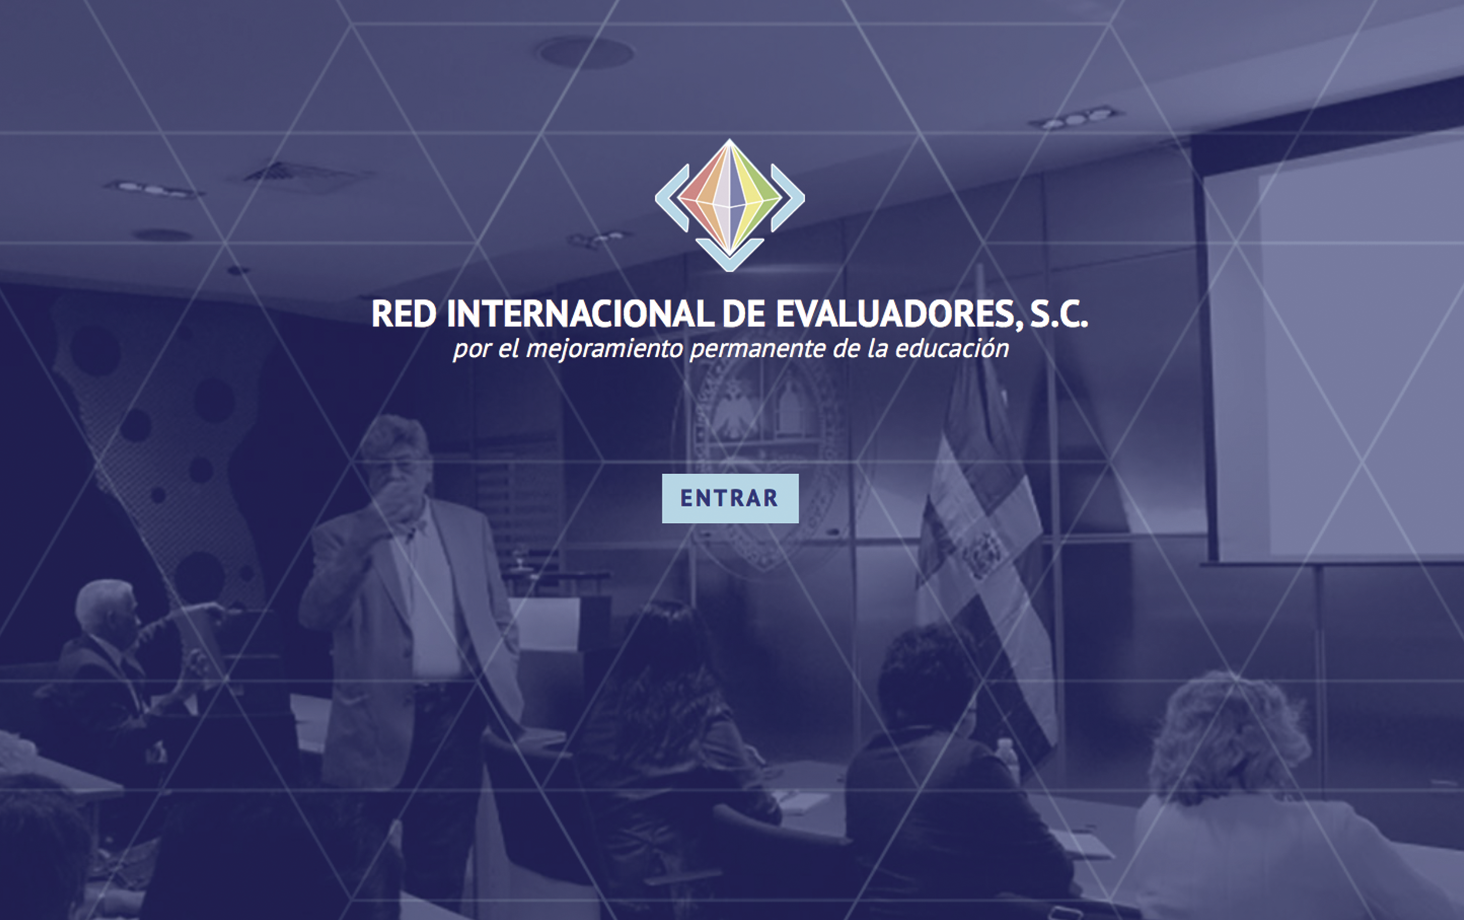 RED INTERNACIONAL DE EVALUADORES, S.C.
por el mejoramiento permanente de la educación
ENTRAR